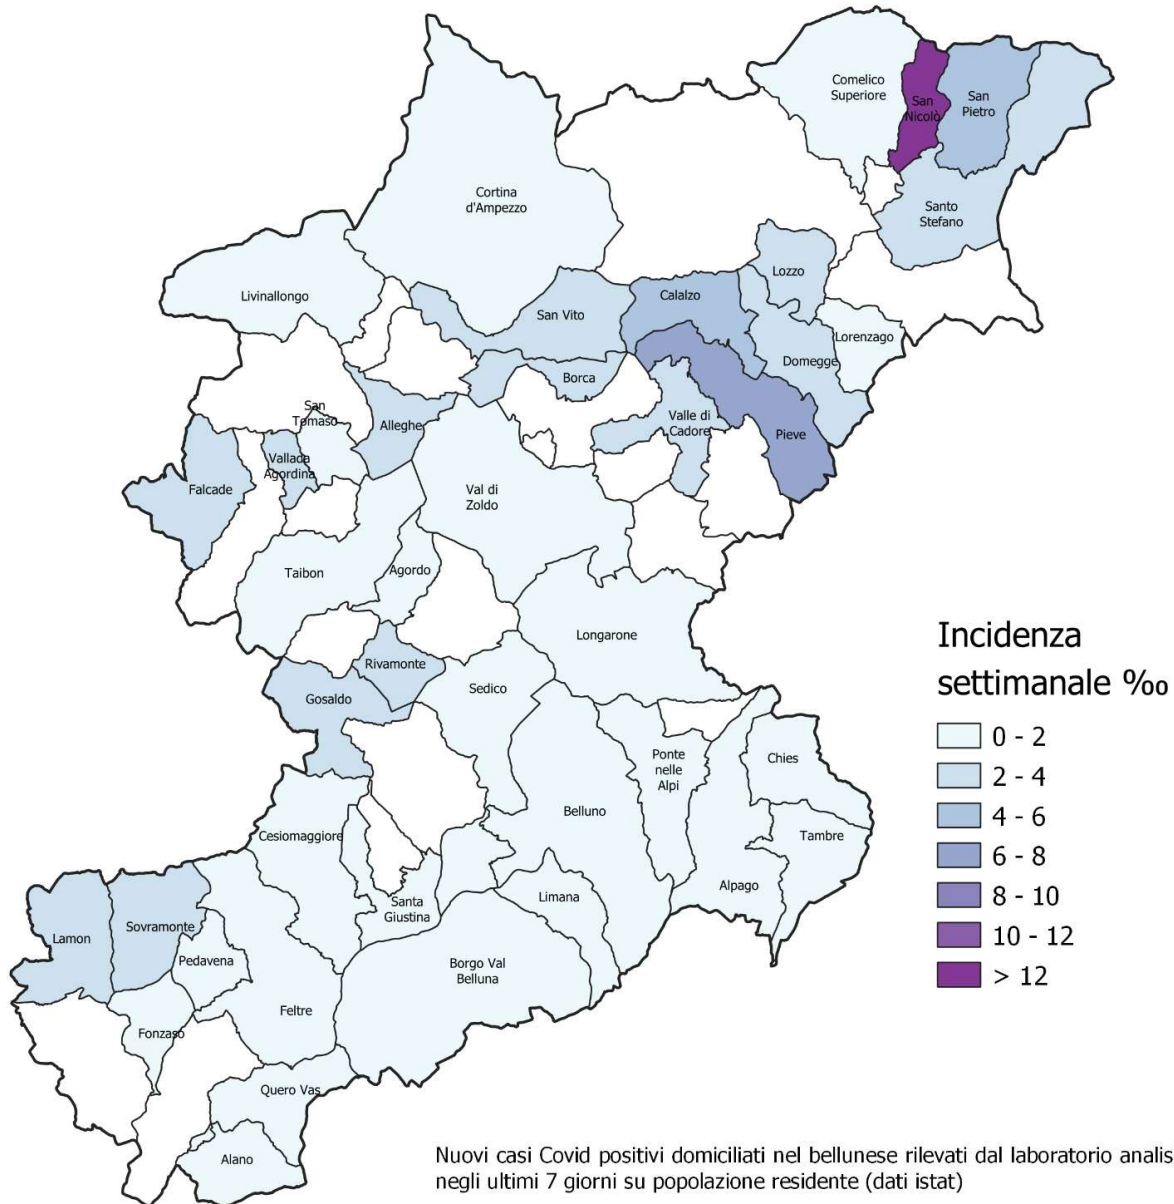 Comelico
Superiore
San
Nicolò
San
Pietro
Cortina
d'Ampezzo
Santo
Stefano
Lozzo
Livinallongo
Calalzo
San Vito
Lorenzago
Domegge
Borca
San
Tomaso
Alleghe
Valle di
Cadore
Pieve
Vallada
Agordina
Falcade
Val di
Zoldo
Taibon
Agordo
Longarone
Rivamonte
Gosaldo
Sedico
Ponte
nelle
Alpi
Chies
Belluno
Cesiomaggiore
Tambre
Alpago
Santa
Giustina
Limana
Lamon
Sovramonte
Pedavena
Borgo Val
Belluna
Feltre
Fonzaso
Quero Vas
Alano
Incidenza
settimanale ‰
0 - 2
2 - 4
4 - 6
6 - 8
8 - 10
10 - 12
> 12
Nuovi casi Covid positivi domiciliati nel bellunese rilevati dal laboratorio analis
negli ultimi 7 giorni su popolazione residente (dati istat)